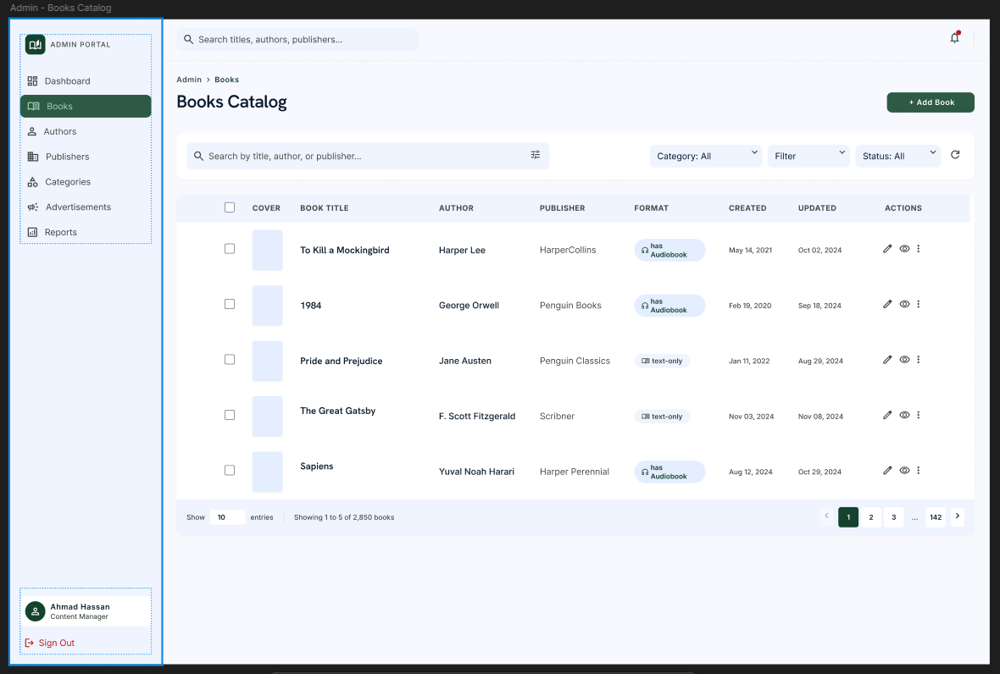 Admin - Books Catalog
ADMIN PORTAL
Dashboard
Books
Authors
Publishers
Categories
Advertisements
Reports
Ahmad Hassan
Content Manager
Sign Out
Search titles, authors, publishers...
Admin > Books
Books Catalog
+ Add Book
Search by title, author, or publisher...
Category: All
Filter
Status: All
COVER BOOK TITLE AUTHOR PUBLISHER FORMAT CREATED UPDATED ACTIONS
To Kill a Mockingbird Harper Lee HarperCollins has Audiobook May 14, 2021 Oct 02, 2024
1984 George Orwell Penguin Books has Audiobook Feb 19, 2020 Sep 18, 2024
Pride and Prejudice Jane Austen Penguin Classics text-only Jan 11, 2022 Aug 29, 2024
The Great Gatsby F. Scott Fitzgerald Scribner text-only Nov 03, 2024 Nov 08, 2024
Sapiens Yuval Noah Harari Harper Perennial has Audiobook Aug 12, 2024 Oct 29, 2024
Show 10 entries Showing 1 to 5 of 2,850 books
1 2 3 ... 142